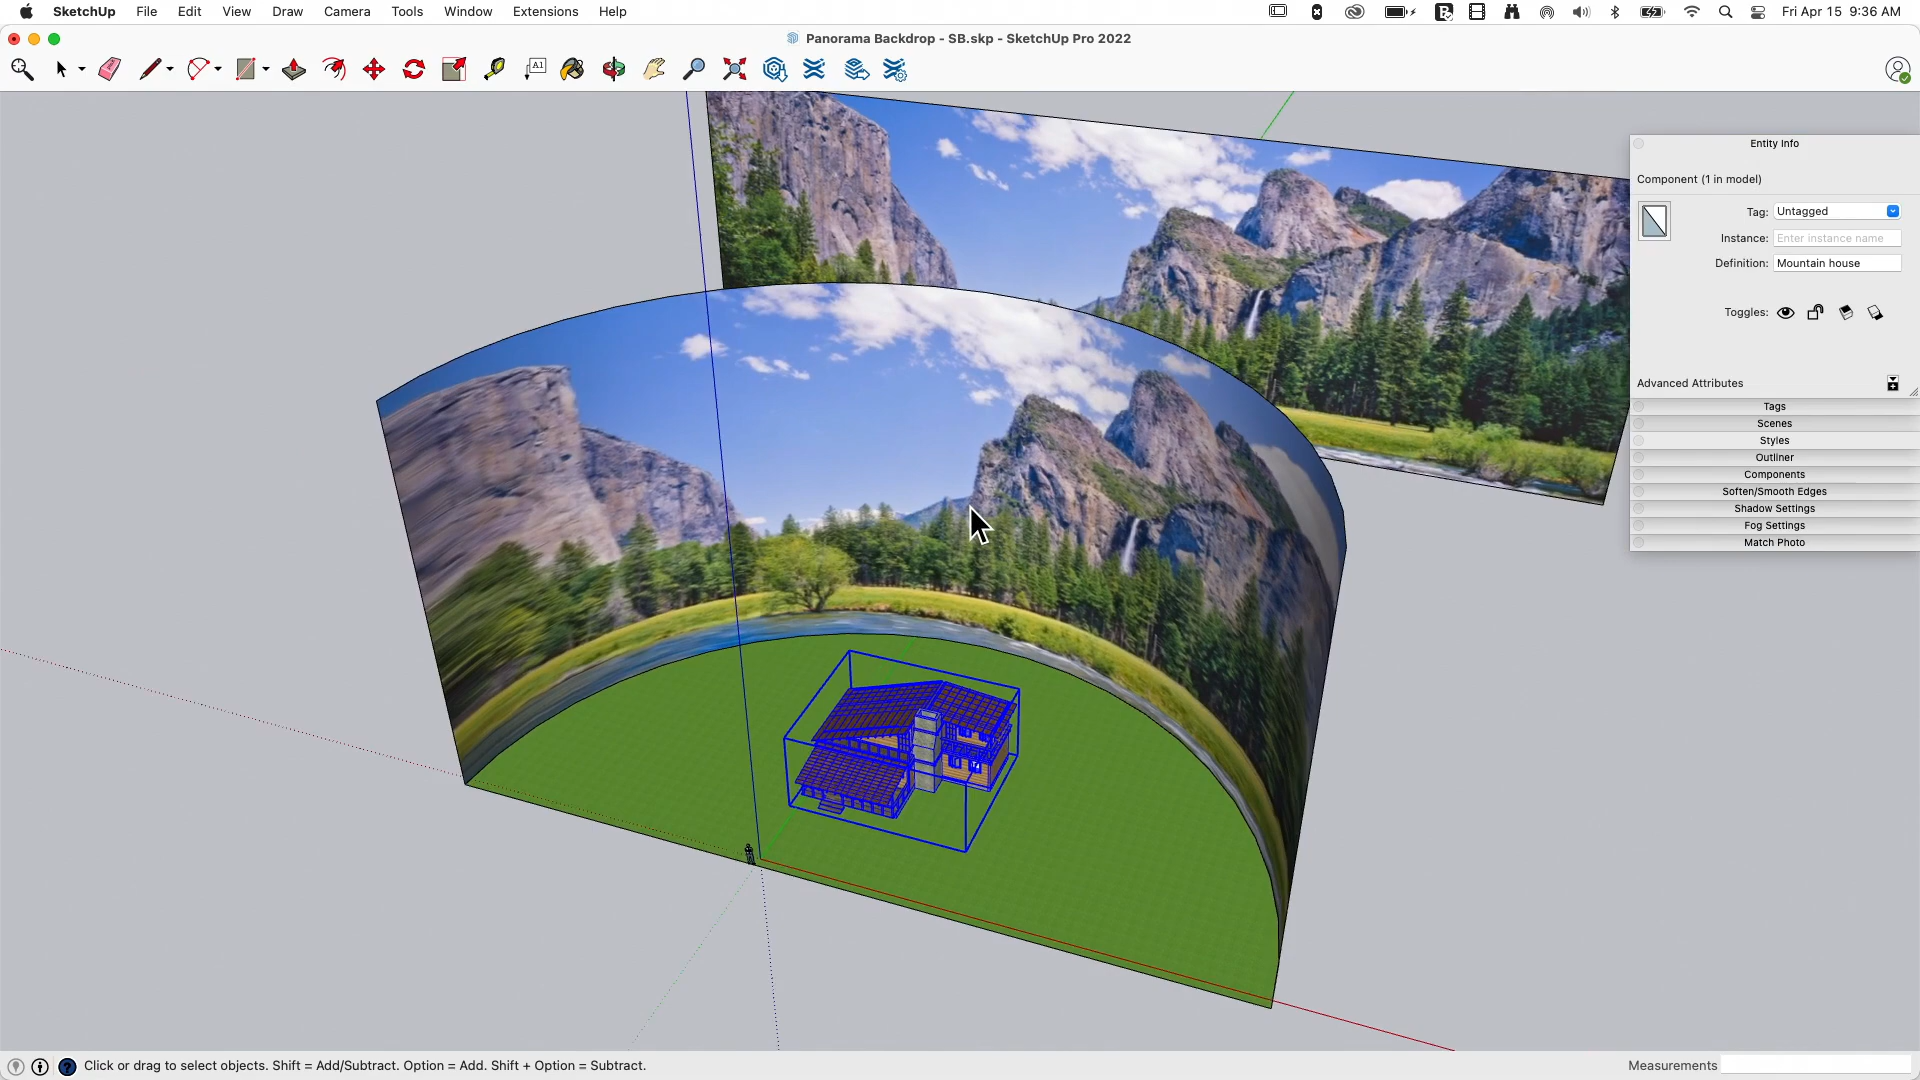 SketchUp File Edit View Draw Camera Tools Window Extensions Help Fri Apr 15 9:36 AM
Panorama Backdrop - SB.skp - SketchUp Pro 2022
A1
Entity Info
Component (1 in model)
Tag: Untagged
Instance: Enter instance name
Definition: Mountain house
Toggles:
Advanced Attributes
Tags
Scenes
Styles
Outliner
Components
Soften/Smooth Edges
Shadow Settings
Fog Settings
Match Photo
Click or drag to select objects. Shift = Add/Subtract. Option = Add. Shift + Option = Subtract.
Measurements